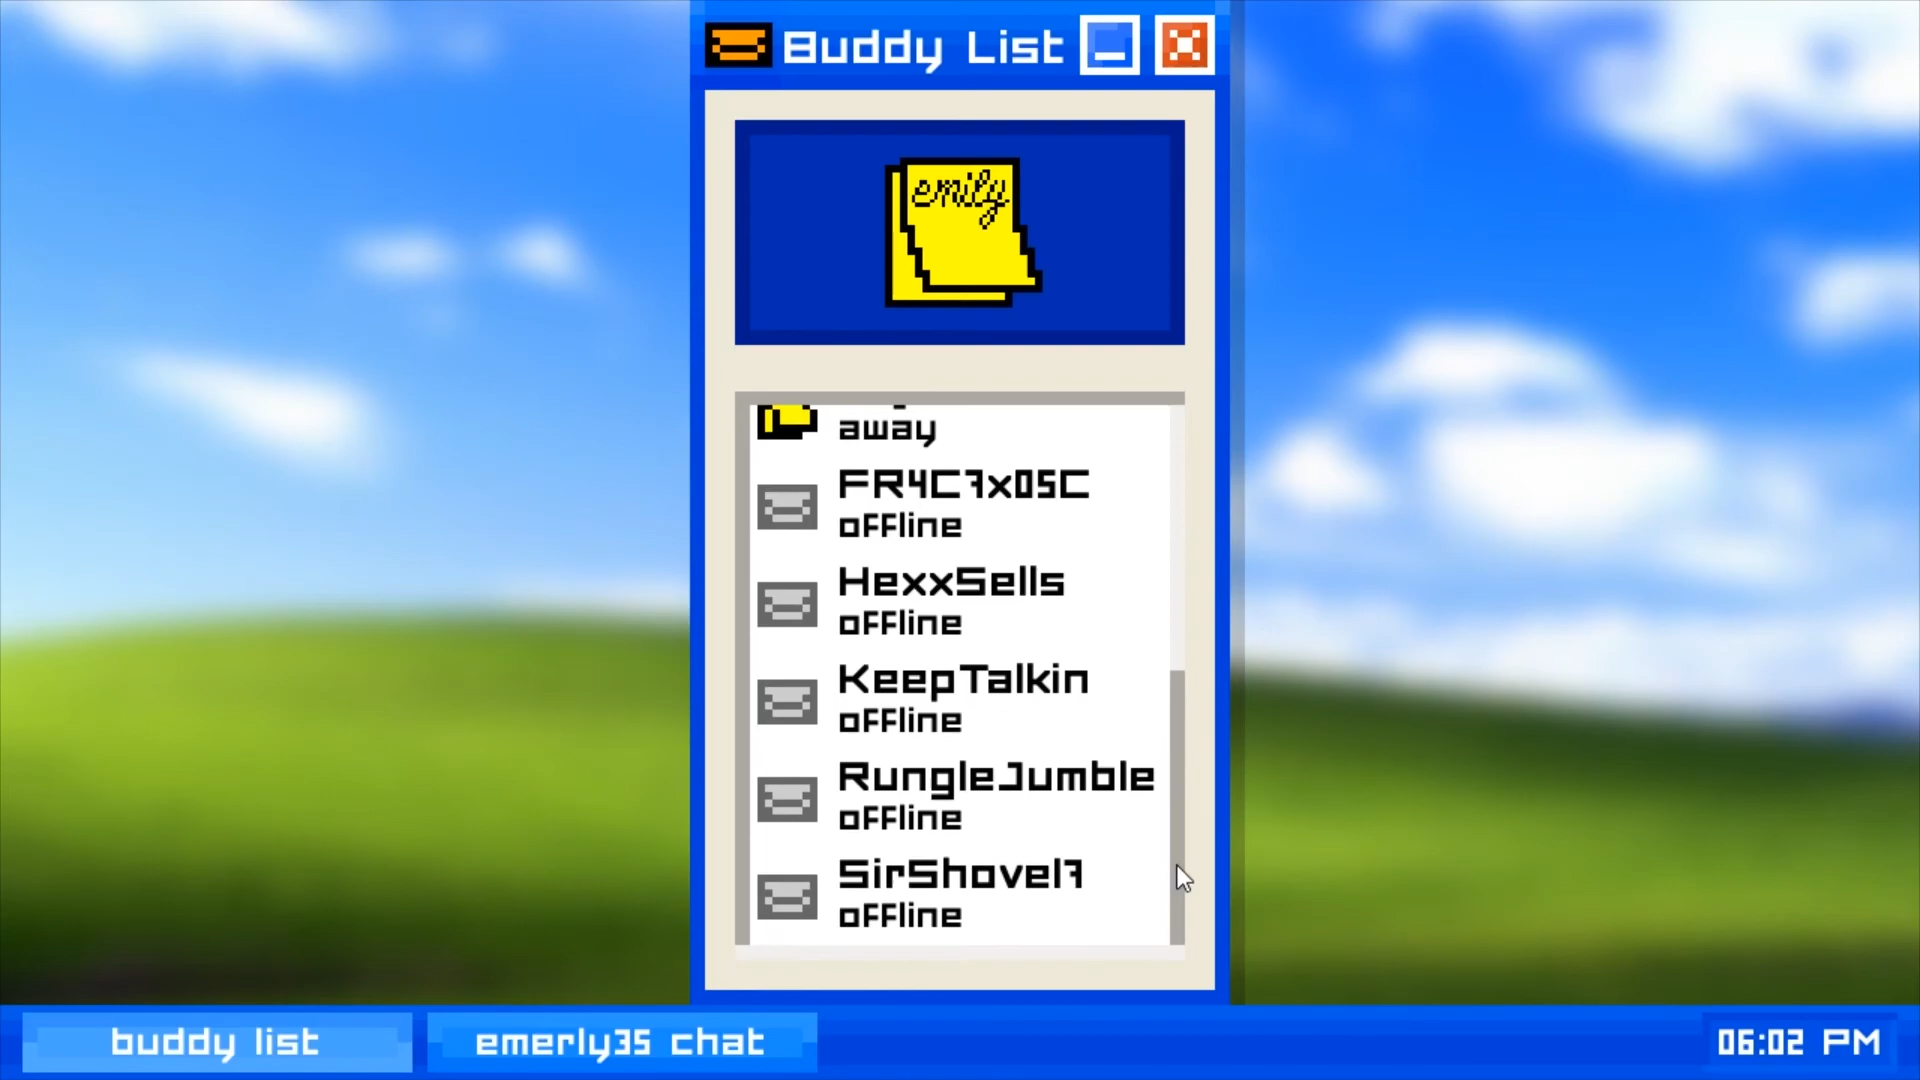 Buddy List
emily
away
FR4C7x05C
offline
HexxSells
offline
KeepTalkin
offline
RungleJumble
offline
SirShovel7
offline
buddy list
emerly35 chat
06:02 PM